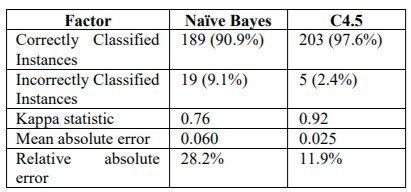 Factor Naïve Bayes C4.5
Correctly Classified 189 (90.9%) 203 (97.6%)
Instances
Incorrectly Classified 19 (9.1%) 5 (2.4%)
Instances
Kappa statistic 0.76 0.92
Mean absolute error 0.060 0.025
Relative absolute 28.2% 11.9%
error